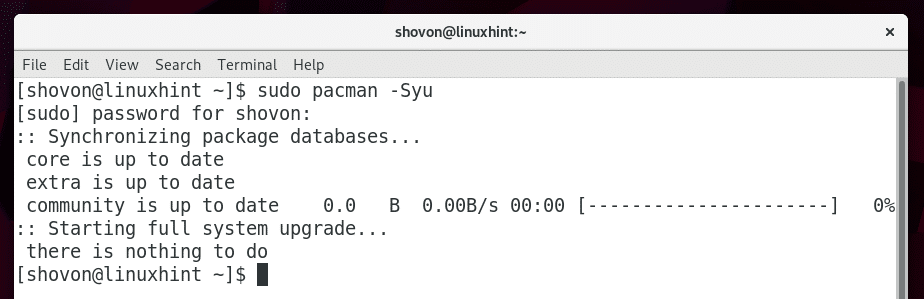 shovon@linuxhint:~
×
File Edit View Search Terminal Help
[shovon@linuxhint ~]$ sudo pacman -Syu
[sudo] password for shovon:
:: Synchronizing package databases...
 core is up to date
 extra is up to date
 community is up to date    0.0   B  0.00B/s 00:00 [----------------------]   0%
:: Starting full system upgrade...
 there is nothing to do
[shovon@linuxhint ~]$